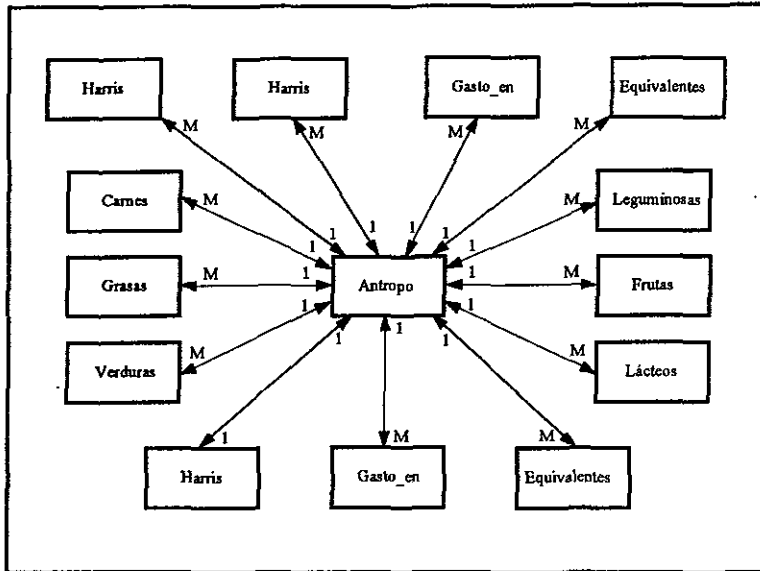 Harris
Harris
Gasto_en
Equivalentes
M
M
M
M
Carnes
M
M
Leguminosas
1
1
1
1
1
1
Grasas
M
1
Antropo
1
M
Frutas
Verduras
M
1
1
M
Lácteos
1
1
1
1
M
M
Harris
Gasto_en
Equivalentes